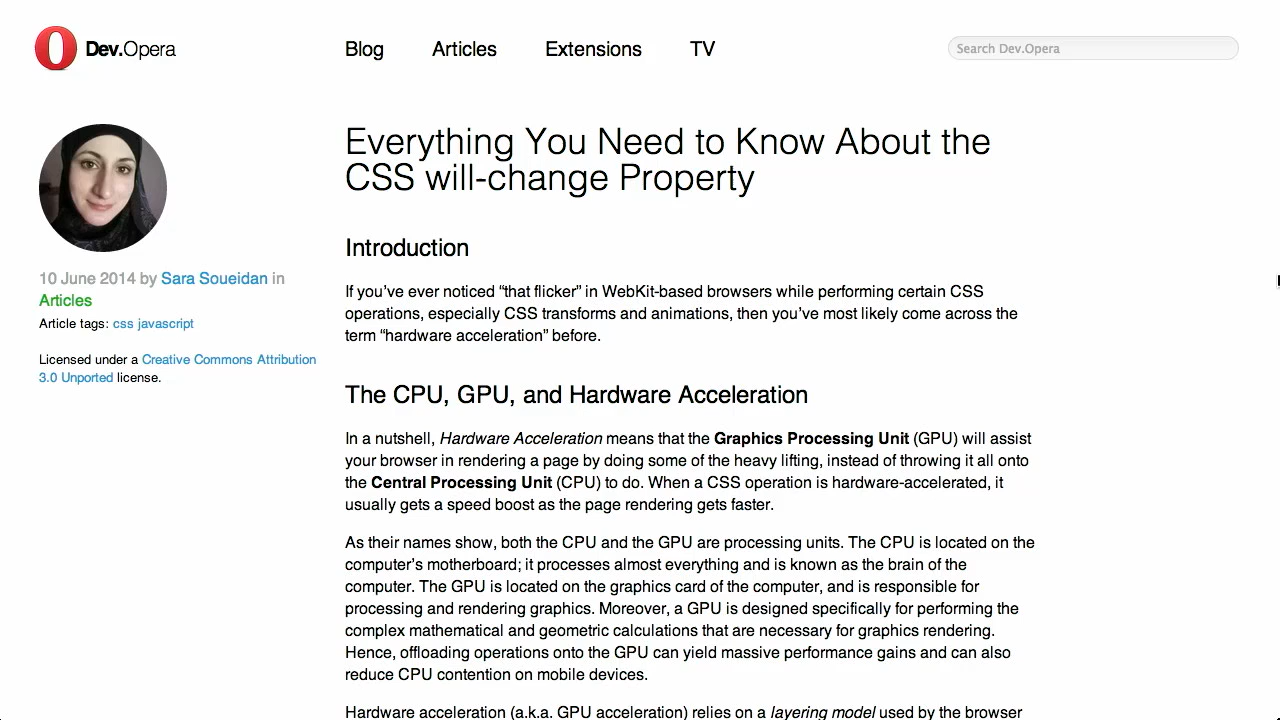 Dev.Opera
Blog
Articles
Extensions
TV
Search Dev.Opera
10 June 2014 by Sara Soueidan in
Articles
Article tags: css javascript
Licensed under a Creative Commons Attribution
3.0 Unported license.
Everything You Need to Know About the
CSS will-change Property
Introduction
If you’ve ever noticed “that flicker” in WebKit-based browsers while performing certain CSS
operations, especially CSS transforms and animations, then you’ve most likely come across the
term “hardware acceleration” before.
The CPU, GPU, and Hardware Acceleration
In a nutshell, Hardware Acceleration means that the Graphics Processing Unit (GPU) will assist
your browser in rendering a page by doing some of the heavy lifting, instead of throwing it all onto
the Central Processing Unit (CPU) to do. When a CSS operation is hardware-accelerated, it
usually gets a speed boost as the page rendering gets faster.
As their names show, both the CPU and the GPU are processing units. The CPU is located on the
computer’s motherboard; it processes almost everything and is known as the brain of the
computer. The GPU is located on the graphics card of the computer, and is responsible for
processing and rendering graphics. Moreover, a GPU is designed specifically for performing the
complex mathematical and geometric calculations that are necessary for graphics rendering.
Hence, offloading operations onto the GPU can yield massive performance gains and can also
reduce CPU contention on mobile devices.
Hardware acceleration (a.k.a. GPU acceleration) relies on a layering model used by the browser